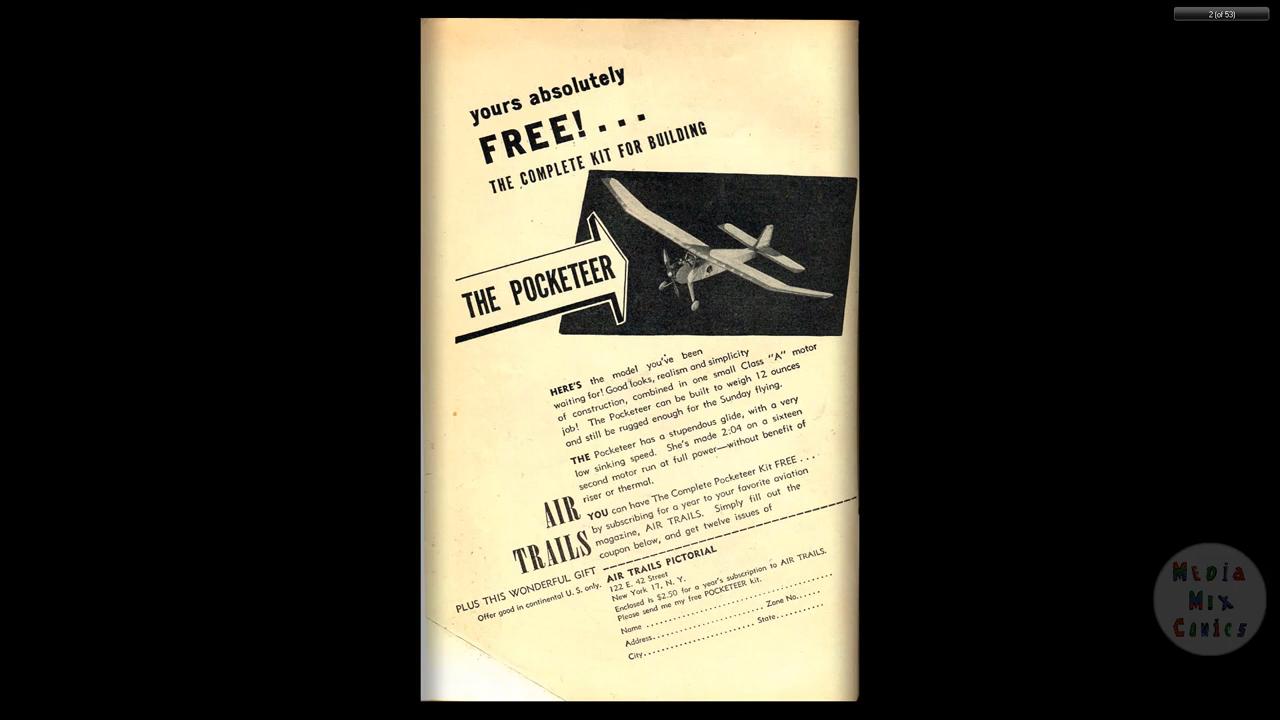 2 (of 53)
yours absolutely
FREE!...
THE COMPLETE KIT FOR BUILDING
THE POCKETEER
HERE'S the model you've been
waiting for! Good looks, realism and simplicity
of construction, combined in one small Class "A" motor
job! The Pocketeer can be built to weigh 12 ounces
and still be rugged enough for the Sunday flying.
THE Pocketeer has a stupendous glide, with a very
low sinking speed. She's made 2:04 on a sixteen
second motor run at full power—without benefit of
riser or thermal.
YOU can have The Complete Pocketeer Kit FREE ...
by subscribing for a year to your favorite aviation
magazine, AIR TRAILS. Simply fill out the
coupon below, and get twelve issues of
AIR
TRAILS
PLUS THIS WONDERFUL GIFT
Offer good in continental U. S. only.
AIR TRAILS PICTORIAL
122 E. 42 Street
New York 17, N. Y.
Enclosed is $2.50 for a year's subscription to AIR TRAILS.
Please send me my free POCKETEER kit.
Name ..............................
Address.............................. Zone No......
City.............................. State............
MEDIA
MIX
COMICS